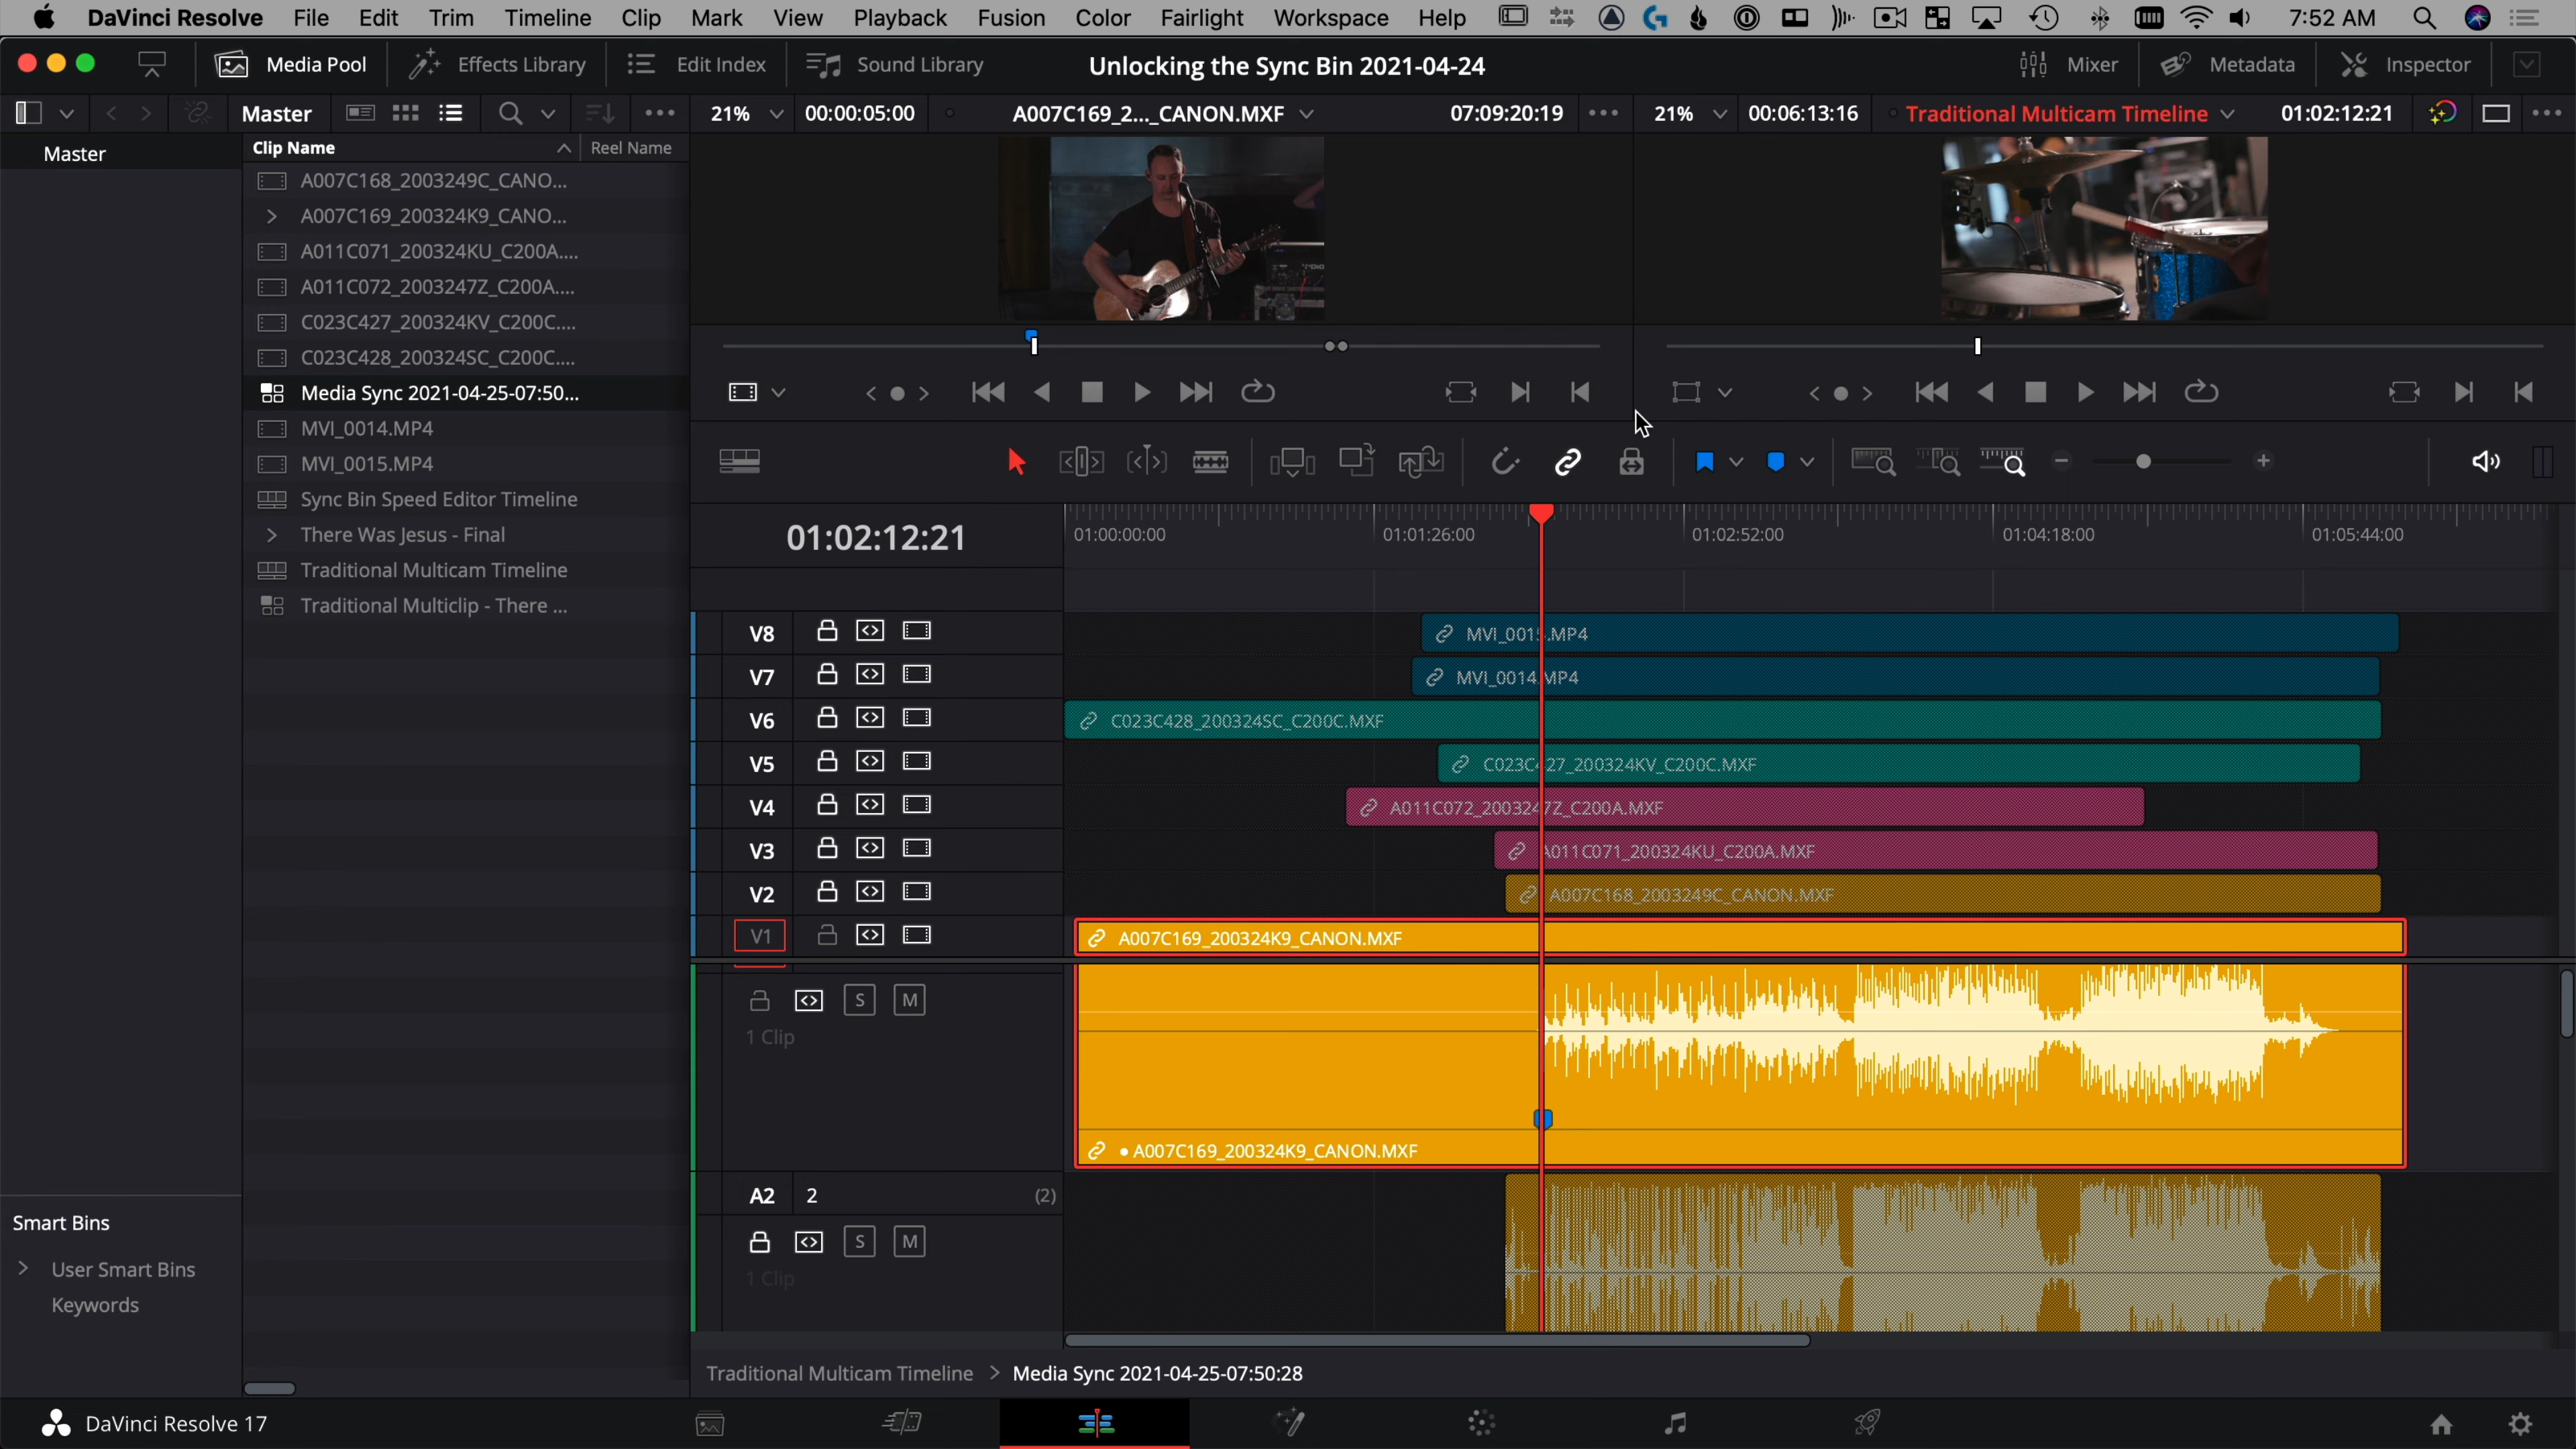 DaVinci Resolve File Edit Trim Timeline Clip Mark View Playback Fusion Color Fairlight Workspace Help 7:52 AM
Media Pool Effects Library Edit Index Sound Library Unlocking the Sync Bin 2021-04-24 Mixer Metadata Inspector
Master 21% 00:00:05:00 A007C169_2..._CANON.MXF 07:09:20:19 21% 00:06:13:16 Traditional Multicam Timeline 01:02:12:21
Master
Clip Name Reel Name
A007C168_2003249C_CANO...
A007C169_200324K9_CANO...
A011C071_200324KU_C200A....
A011C072_2003247Z_C200A....
C023C427_200324KV_C200C....
C023C428_200324SC_C200C....
Media Sync 2021-04-25-07:50...
MVI_0014.MP4
MVI_0015.MP4
Sync Bin Speed Editor Timeline
There Was Jesus - Final
Traditional Multicam Timeline
Traditional Multiclip - There ...
01:02:12:21
01:00:00:00 01:01:26:00 01:02:52:00 01:04:18:00 01:05:44:00
V8 MVI_0015.MP4
V7 MVI_0014.MP4
V6 C023C428_200324SC_C200C.MXF
V5 C023C427_200324KV_C200C.MXF
V4 A011C072_2003247Z_C200A.MXF
V3 A011C071_200324KU_C200A.MXF
V2 A007C168_2003249C_CANON.MXF
V1 A007C169_200324K9_CANON.MXF
S M
1 Clip
A007C169_200324K9_CANON.MXF
A2 2 (2)
S M
1 Clip
Smart Bins
User Smart Bins
Keywords
Traditional Multicam Timeline > Media Sync 2021-04-25-07:50:28
DaVinci Resolve 17